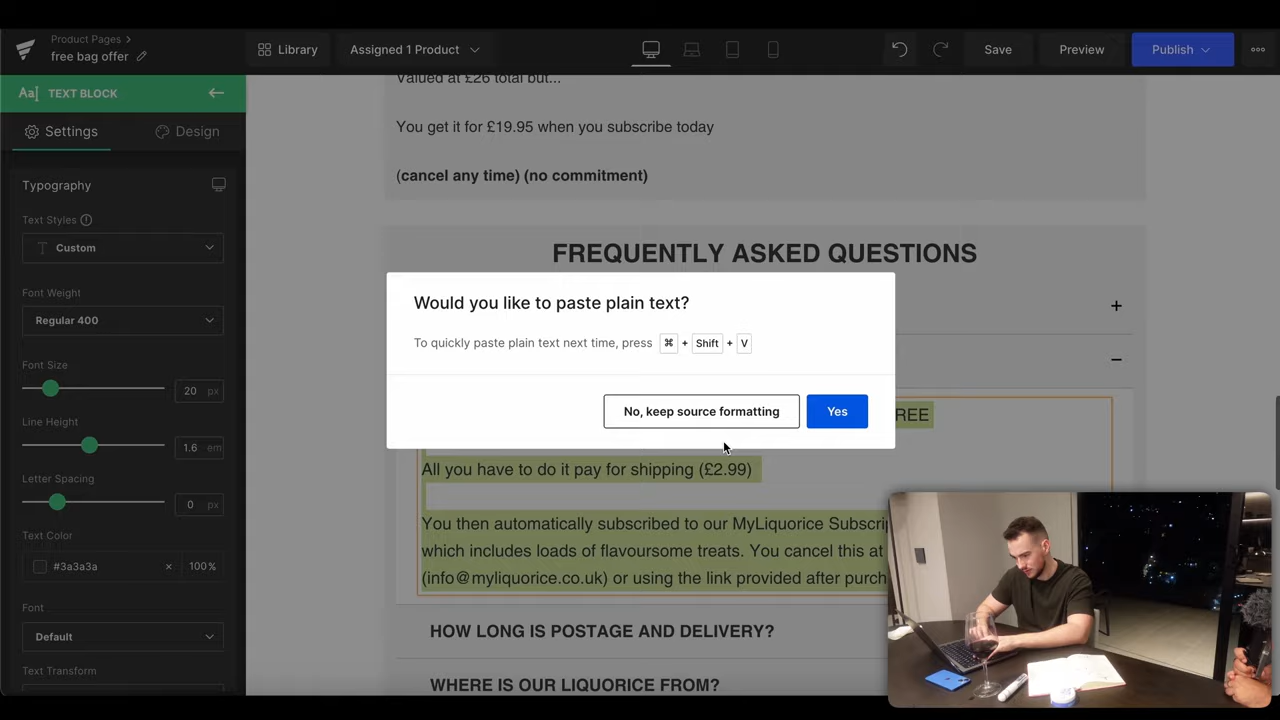 Product Pages >
free bag offer
Library
Assigned 1 Product
Save
Preview
Publish
Aa TEXT BLOCK
Settings
Design
Typography
Text Styles
Custom
Font Weight
Regular 400
Font Size
20 px
Line Height
1.6 em
Letter Spacing
0 px
Text Color
#3a3a3a × 100%
Font
Default
Text Transform
Valued at £26 total but...
You get it for £19.95 when you subscribe today
(cancel any time) (no commitment)
FREQUENTLY ASKED QUESTIONS
Would you like to paste plain text?
To quickly paste plain text next time, press ⌘ + Shift + V
No, keep source formatting
Yes
REE
All you have to do it pay for shipping (£2.99)
You then automatically subscribed to our MyLiquorice Subscrip
which includes loads of flavoursome treats. You cancel this at
(info@myliquorice.co.uk) or using the link provided after purch
HOW LONG IS POSTAGE AND DELIVERY?
WHERE IS OUR LIQUORICE FROM?